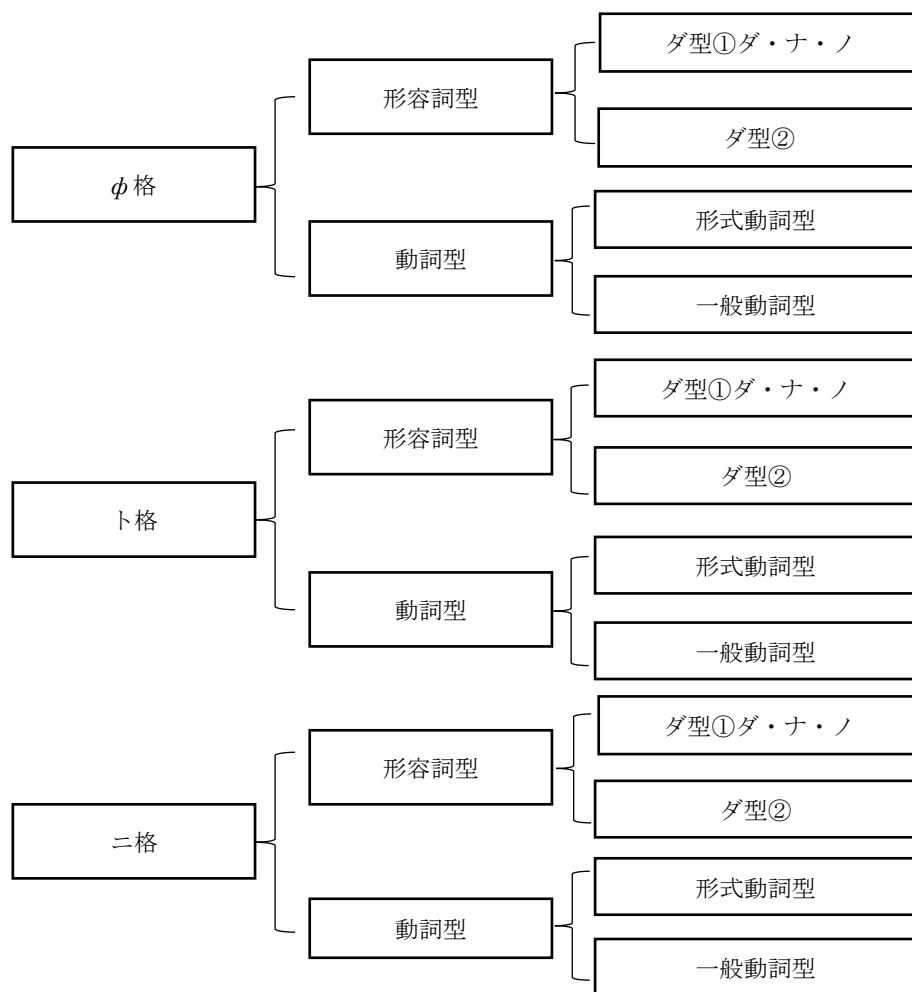 φ格
形容詞型
ダ型①ダ・ナ・ノ
ダ型②
動詞型
形式動詞型
一般動詞型
ト格
形容詞型
ダ型①ダ・ナ・ノ
ダ型②
動詞型
形式動詞型
一般動詞型
ニ格
形容詞型
ダ型①ダ・ナ・ノ
ダ型②
動詞型
形式動詞型
一般動詞型